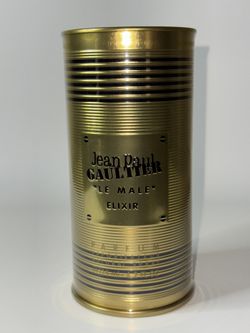 Jean Paul
GAULTIER
"LE MALE"
ELIXIR
PARFUM